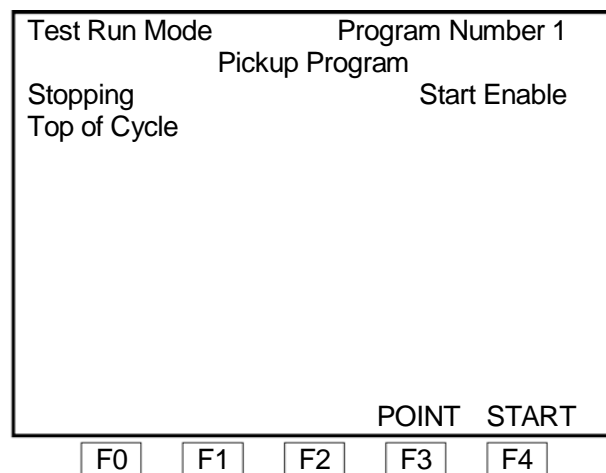 Test Run Mode Program Number 1
Pickup Program
Stopping Start Enable
Top of Cycle
POINT START
F0 F1 F2 F3 F4